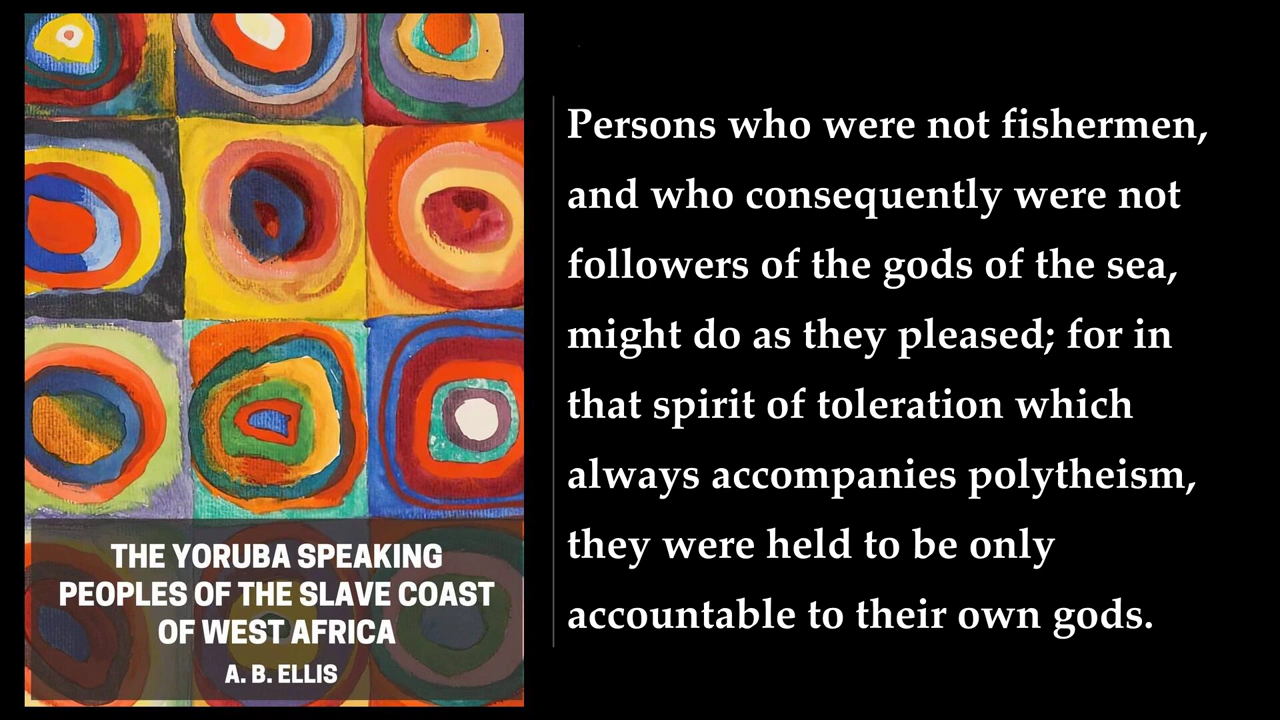 THE YORUBA SPEAKING
PEOPLES OF THE SLAVE COAST
OF WEST AFRICA
A. B. ELLIS
Persons who were not fishermen,
and who consequently were not
followers of the gods of the sea,
might do as they pleased; for in
that spirit of toleration which
always accompanies polytheism,
they were held to be only
accountable to their own gods.